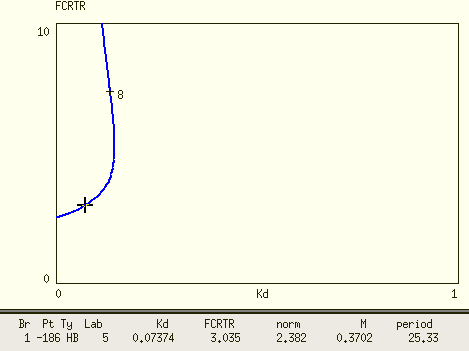 FCRTR
10
8
0
0 Kd 1
Br Pt Ty Lab Kd FCRTR norm M period
1 -186 HB 5 0.07374 3.035 2.382 0.3702 25.33